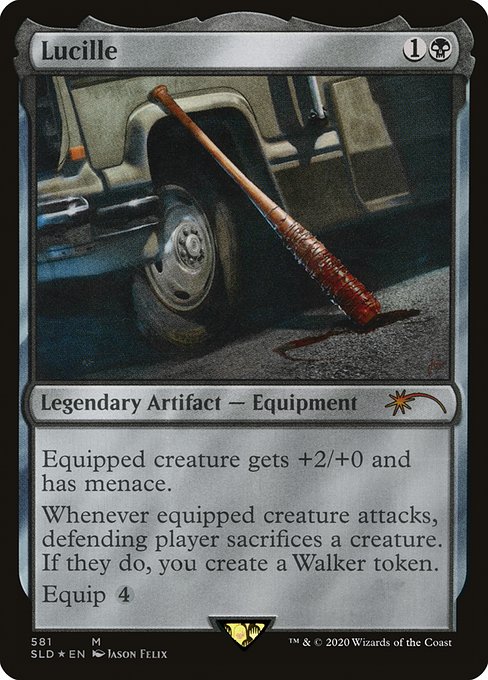 Lucille 1
Legendary Artifact — Equipment
Equipped creature gets +2/+0 and
has menace.
Whenever equipped creature attacks,
defending player sacrifices a creature.
If they do, you create a Walker token.
Equip 4
581 M
SLD ★ EN Jason Felix
™ & © 2020 Wizards of the Coast